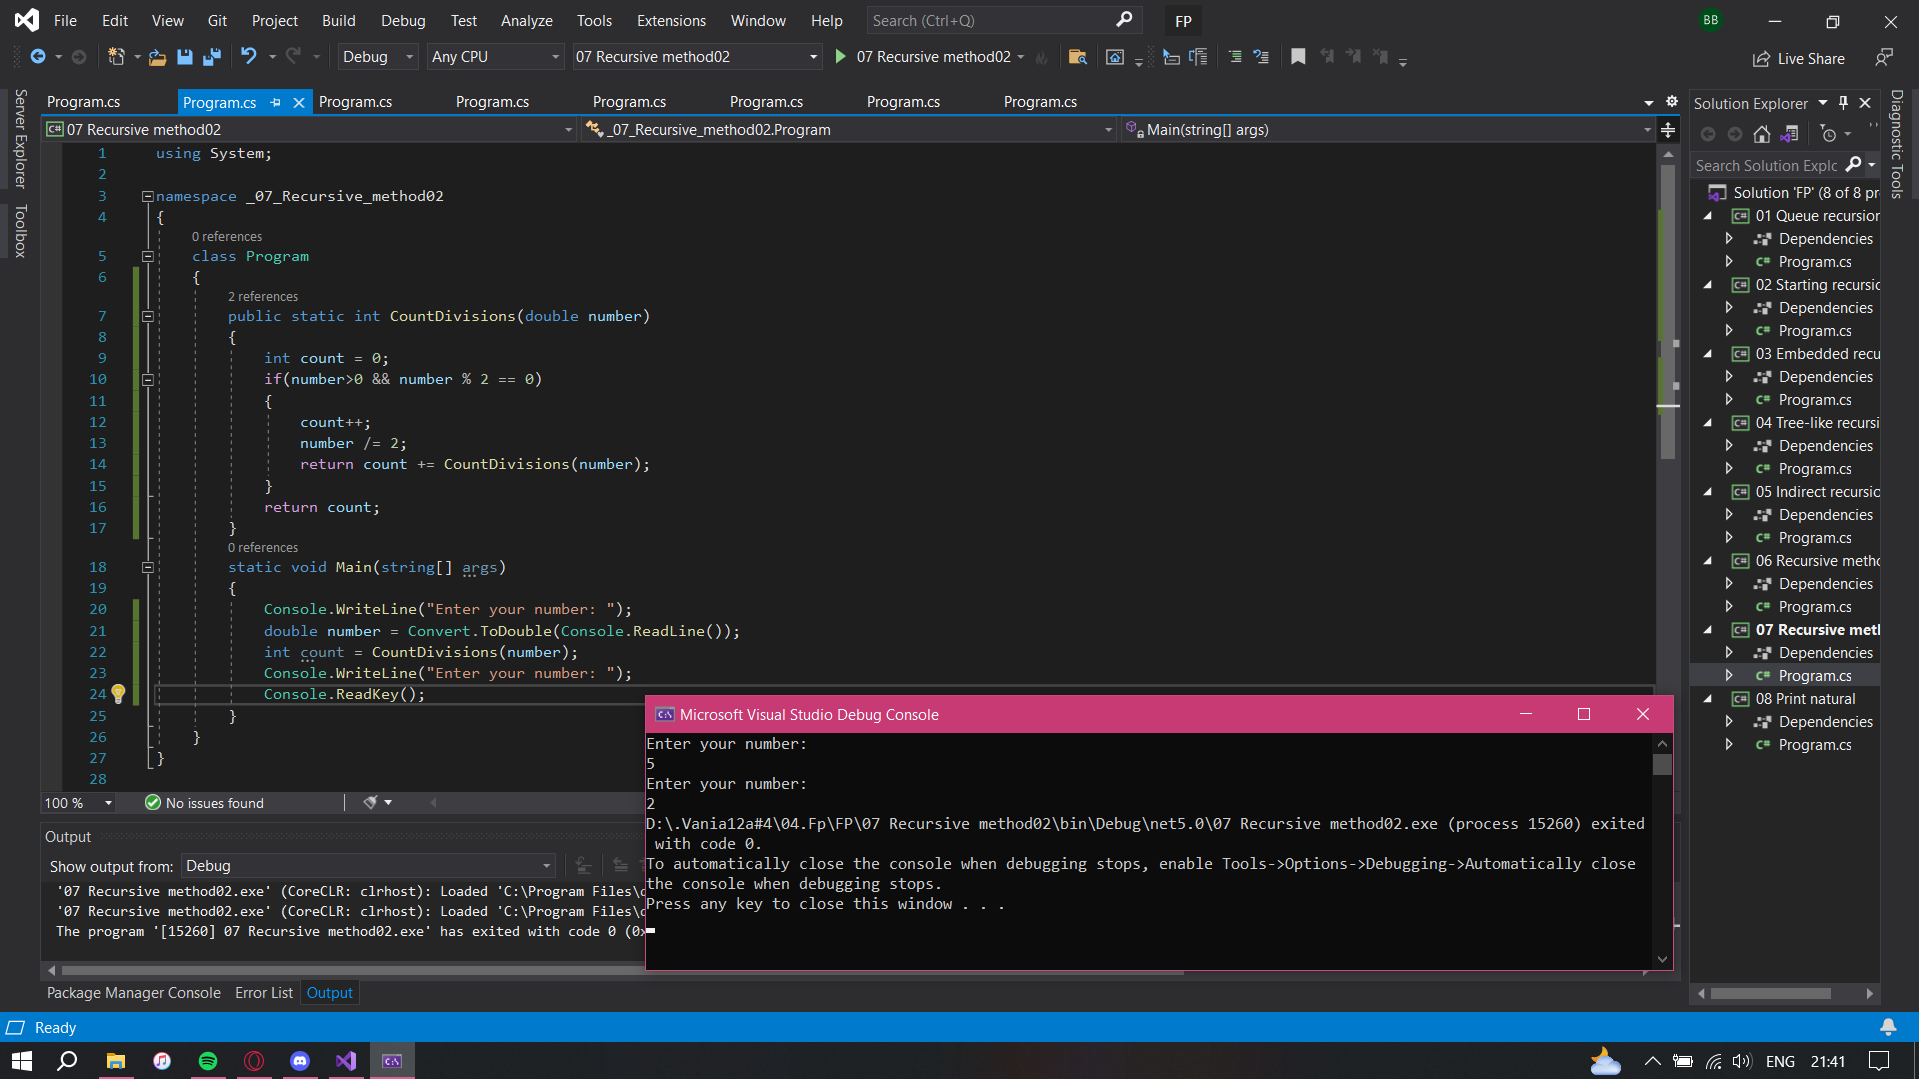 File Edit View Git Project Build Debug Test Analyze Tools Extensions Window Help Search (Ctrl+Q) FP BB
Debug Any CPU 07 Recursive method02 07 Recursive method02 Live Share
Server Explorer
Toolbox
Program.cs Program.cs Program.cs Program.cs Program.cs Program.cs Program.cs Program.cs
C# 07 Recursive method02 _07_Recursive_method02.Program Main(string[] args)
1 using System;
2
3 namespace _07_Recursive_method02
4 {
0 references
5 class Program
6 {
2 references
7 public static int CountDivisions(double number)
8 {
9 int count = 0;
10 if(number>0 && number % 2 == 0)
11 {
12 count++;
13 number /= 2;
14 return count += CountDivisions(number);
15 }
16 return count;
17 }
0 references
18 static void Main(string[] args)
19 {
20 Console.WriteLine("Enter your number: ");
21 double number = Convert.ToDouble(Console.ReadLine());
22 int count = CountDivisions(number);
23 Console.WriteLine("Enter your number: ");
24 Console.ReadKey();
25 }
26 }
27 }
28
100 % No issues found
Output
Show output from: Debug
'07 Recursive method02.exe' (CoreCLR: clrhost): Loaded 'C:\Program Files\
'07 Recursive method02.exe' (CoreCLR: clrhost): Loaded 'C:\Program Files\
The program '[15260] 07 Recursive method02.exe' has exited with code 0 (0x
Package Manager Console Error List Output
Microsoft Visual Studio Debug Console
Enter your number:
5
Enter your number:
2
D:\.Vania12a#4\04.Fp\FP\07 Recursive method02\bin\Debug\net5.0\07 Recursive method02.exe (process 15260) exited
with code 0.
To automatically close the console when debugging stops, enable Tools->Options->Debugging->Automatically close
the console when debugging stops.
Press any key to close this window . . .
Solution Explorer
Search Solution Explc
Solution 'FP' (8 of 8 pr
C# 01 Queue recursion
Dependencies
C# Program.cs
C# 02 Starting recursic
Dependencies
C# Program.cs
C# 03 Embedded recu
Dependencies
C# Program.cs
C# 04 Tree-like recursi
Dependencies
C# Program.cs
C# 05 Indirect recursic
Dependencies
C# Program.cs
C# 06 Recursive metho
Dependencies
C# Program.cs
C# 07 Recursive meth
Dependencies
C# Program.cs
C# 08 Print natural
Dependencies
C# Program.cs
Diagnostic Tools
Ready
ENG 21:41